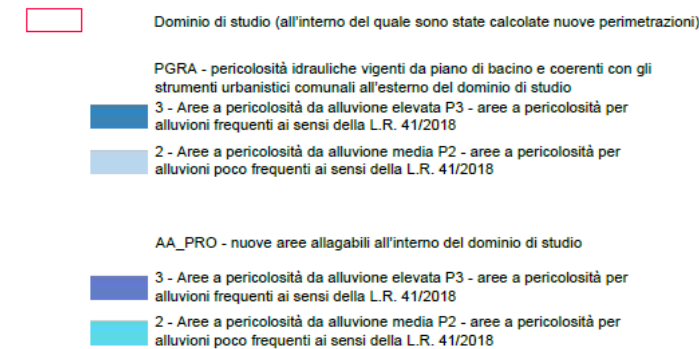 Dominio di studio (all'interno del quale sono state calcolate nuove perimetrazioni)
PGRA - pericolosità idrauliche vigenti da piano di bacino e coerenti con gli
strumenti urbanistici comunali all'esterno del dominio di studio
3 - Aree a pericolosità da alluvione elevata P3 - aree a pericolosità per
alluvioni frequenti ai sensi della L.R. 41/2018
2 - Aree a pericolosità da alluvione media P2 - aree a pericolosità per
alluvioni poco frequenti ai sensi della L.R. 41/2018
AA_PRO - nuove aree allagabili all'interno del dominio di studio
3 - Aree a pericolosità da alluvione elevata P3 - aree a pericolosità per
alluvioni frequenti ai sensi della L.R. 41/2018
2 - Aree a pericolosità da alluvione media P2 - aree a pericolosità per
alluvioni poco frequenti ai sensi della L.R. 41/2018